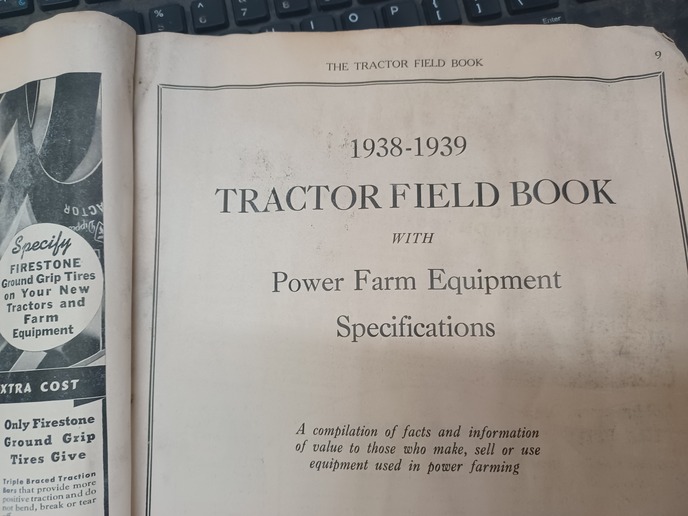 THE TRACTOR FIELD BOOK
9
1938-1939
TRACTOR FIELD BOOK
WITH
Power Farm Equipment
Specifications
A compilation of facts and information
of value to those who make, sell or use
equipment used in power farming
Specify
FIRESTONE
Ground Grip Tires
on Your New
Tractors and
Farm
Equipment
XTRA COST
Only Firestone
Ground Grip
Tires Give
Triple Braced Traction
Bars that provide more
positive traction and do
not bend, break or tear